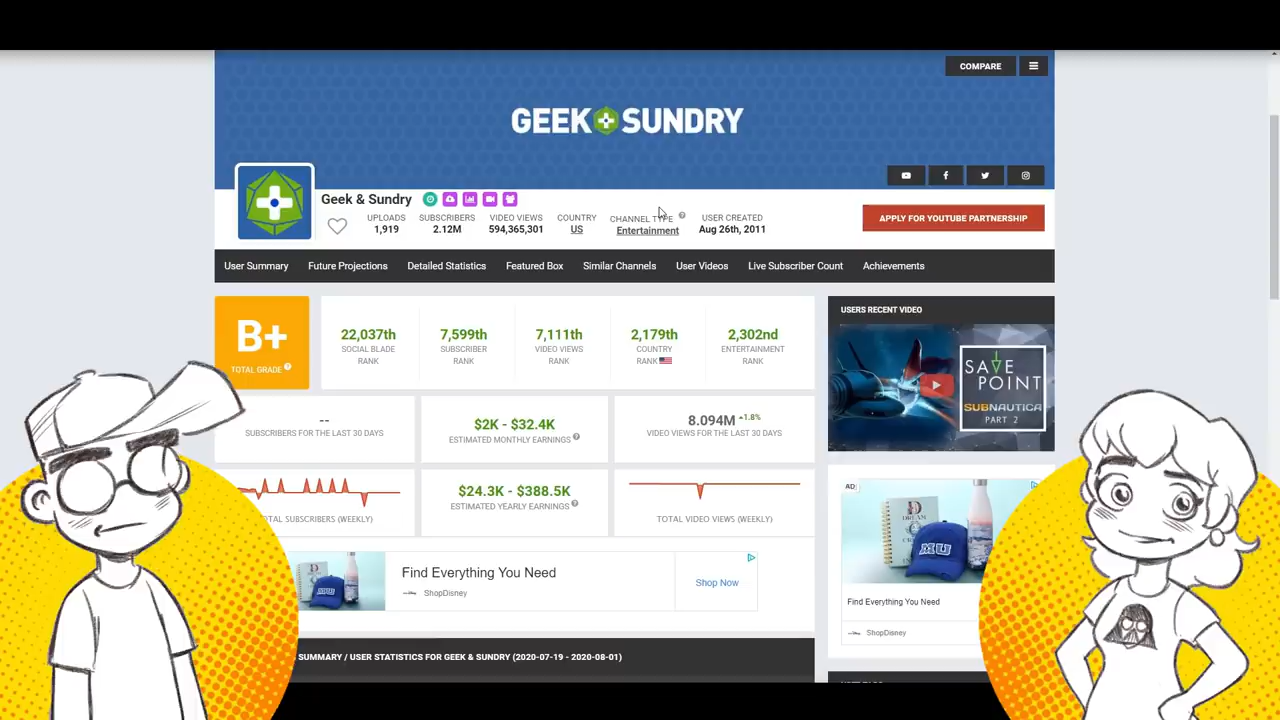 COMPARE
GEEK SUNDRY
Geek & Sundry
UPLOADS
1,919
SUBSCRIBERS
2.12M
VIDEO VIEWS
594,365,301
COUNTRY
US
CHANNEL TYPE
Entertainment
USER CREATED
Aug 26th, 2011
APPLY FOR YOUTUBE PARTNERSHIP
User Summary Future Projections Detailed Statistics Featured Box Similar Channels User Videos Live Subscriber Count Achievements
B+
TOTAL GRADE
22,037th
SOCIAL BLADE
RANK
7,599th
SUBSCRIBER
RANK
7,111th
VIDEO VIEWS
RANK
2,179th
COUNTRY
RANK
2,302nd
ENTERTAINMENT
RANK
--
SUBSCRIBERS FOR THE LAST 30 DAYS
$2K - $32.4K
ESTIMATED MONTHLY EARNINGS
8.094M 1.8%
VIDEO VIEWS FOR THE LAST 30 DAYS
TOTAL SUBSCRIBERS (WEEKLY)
$24.3K - $388.5K
ESTIMATED YEARLY EARNINGS
TOTAL VIDEO VIEWS (WEEKLY)
Find Everything You Need
ShopDisney
Shop Now
SUMMARY / USER STATISTICS FOR GEEK & SUNDRY (2020-07-19 - 2020-08-01)
USERS RECENT VIDEO
SAVE
POINT
SUBNAUTICA
PART 2
AD
DREAM
MU
Find Everything You Need
ShopDisney